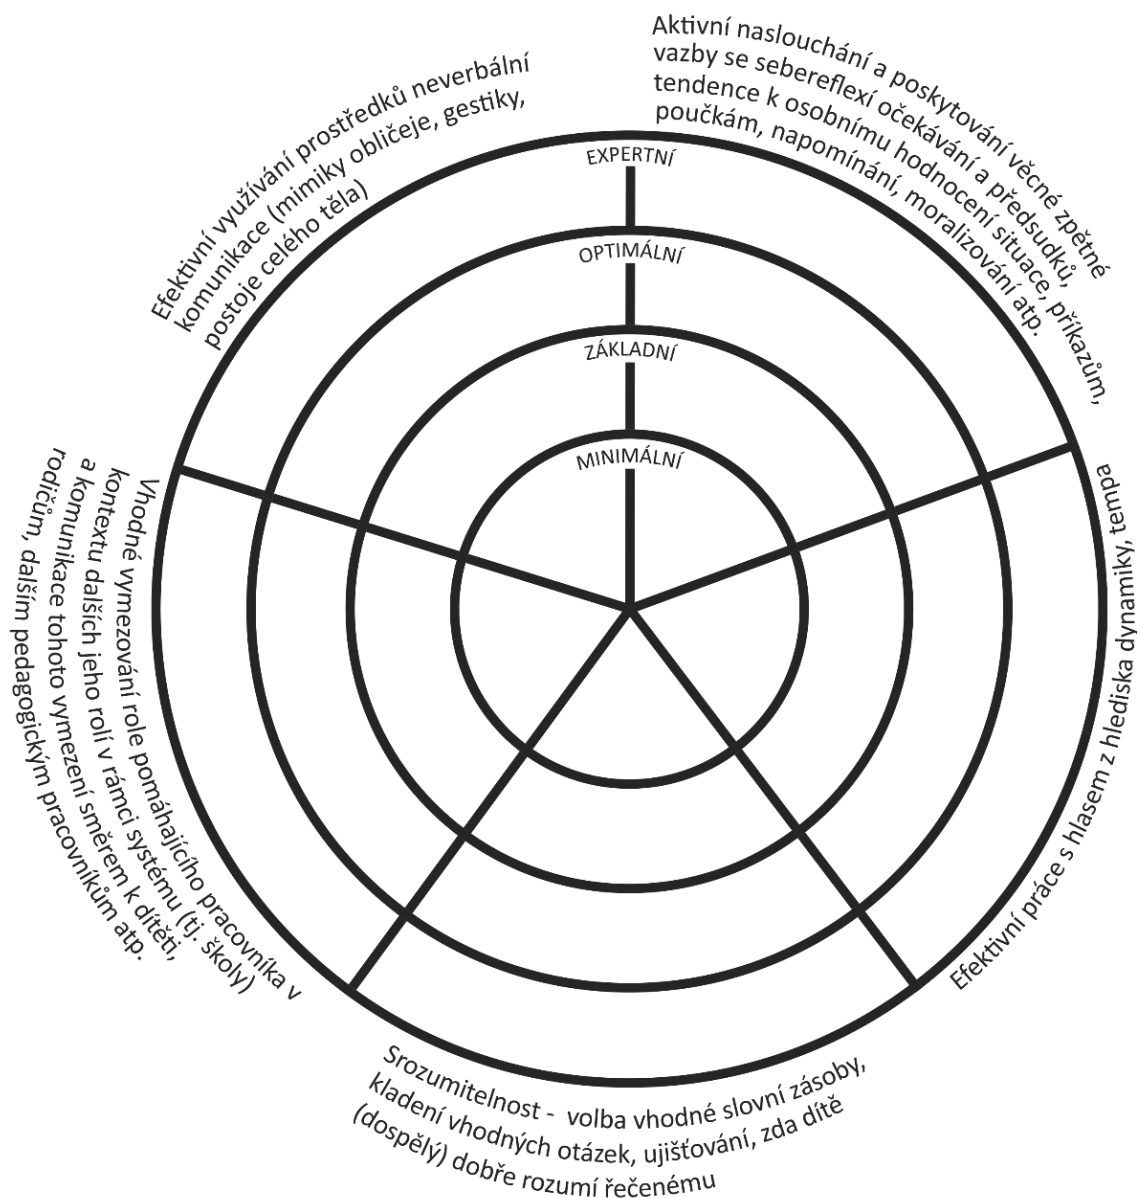 Aktivní naslouchání a poskytování věcné zpětné
vazby se sebereflexí očekávání a předsudků,
tendence k osobnímu hodnocení situace, příkazům,
poučkám, napomínání, moralizování atp.
Efektivní využívání prostředků neverbální
komunikace (mimiky obličeje, gestiky,
postoje celého těla)
EXPERTNÍ
OPTIMÁLNÍ
ZÁKLADNÍ
MINIMÁLNÍ
Efektivní práce s hlasem z hlediska dynamiky, tempa
Vhodné vymezování role pomáhajícího pracovníka v
kontextu dalších jeho rolí v rámci systému (tj. školy)
a komunikace tohoto vymezení směrem k dítěti,
rodičům, dalším pedagogickým pracovníkům atp.
Srozumitelnost - volba vhodné slovní zásoby,
kladení vhodných otázek, ujišťování, zda dítě
(dospělý) dobře rozumí řečenému